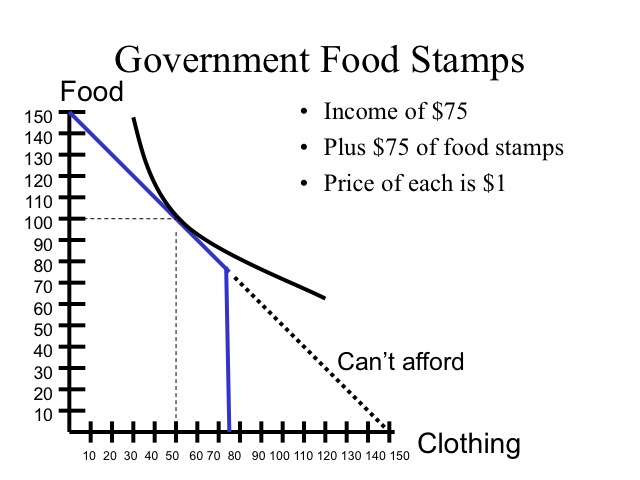 Government Food Stamps
Food
• Income of $75
• Plus $75 of food stamps
• Price of each is $1
150
140
130
120
110
100
90
80
70
60
50
40
30
20
10
Can't afford
10 20 30 40 50 60 70 80 90 100 110 120 130 140 150
Clothing